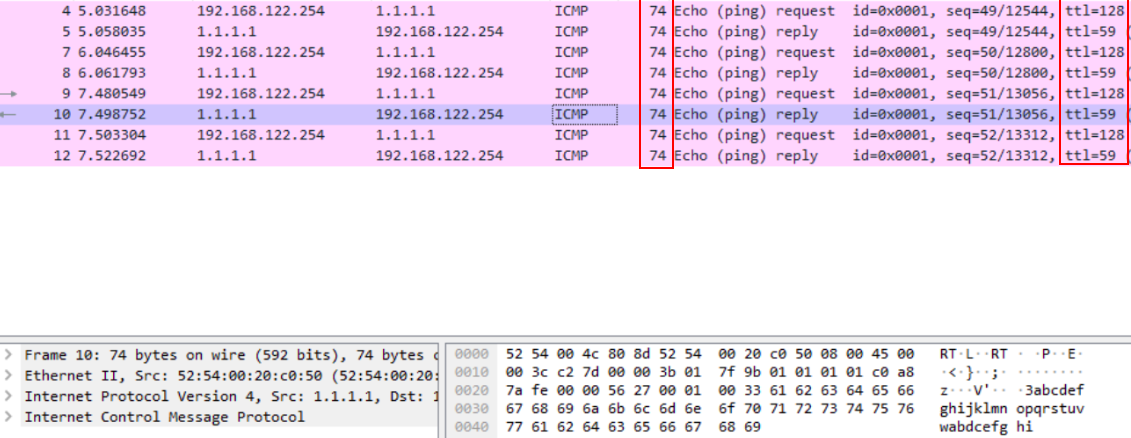 4 5.031648 192.168.122.254 1.1.1.1 ICMP 74 Echo (ping) request id=0x0001, seq=49/12544, ttl=128
5 5.058035 1.1.1.1 192.168.122.254 ICMP 74 Echo (ping) reply id=0x0001, seq=49/12544, ttl=59
7 6.046455 192.168.122.254 1.1.1.1 ICMP 74 Echo (ping) request id=0x0001, seq=50/12800, ttl=128
8 6.061793 1.1.1.1 192.168.122.254 ICMP 74 Echo (ping) reply id=0x0001, seq=50/12800, ttl=59
9 7.480549 192.168.122.254 1.1.1.1 ICMP 74 Echo (ping) request id=0x0001, seq=51/13056, ttl=128
10 7.498752 1.1.1.1 192.168.122.254 ICMP 74 Echo (ping) reply id=0x0001, seq=51/13056, ttl=59
11 7.503304 192.168.122.254 1.1.1.1 ICMP 74 Echo (ping) request id=0x0001, seq=52/13312, ttl=128
12 7.522692 1.1.1.1 192.168.122.254 ICMP 74 Echo (ping) reply id=0x0001, seq=52/13312, ttl=59
Frame 10: 74 bytes on wire (592 bits), 74 bytes
Ethernet II, Src: 52:54:00:20:c0:50 (52:54:00:20:
Internet Protocol Version 4, Src: 1.1.1.1, Dst: 1
Internet Control Message Protocol
0000 52 54 00 4c 80 8d 52 54 00 20 c0 50 08 00 45 00 RT·L··RT · ·P··E·
0010 00 3c c2 7d 00 00 3b 01 7f 9b 01 01 01 01 c0 a8 ·<·}··;· ········
0020 7a fe 00 00 56 27 00 01 00 33 61 62 63 64 65 66 z···V'·· ·3abcdef
0030 67 68 69 6a 6b 6c 6d 6e 6f 70 71 72 73 74 75 76 ghijklmn opqrstuv
0040 77 61 62 64 63 65 66 67 68 69 wabdcefg hi